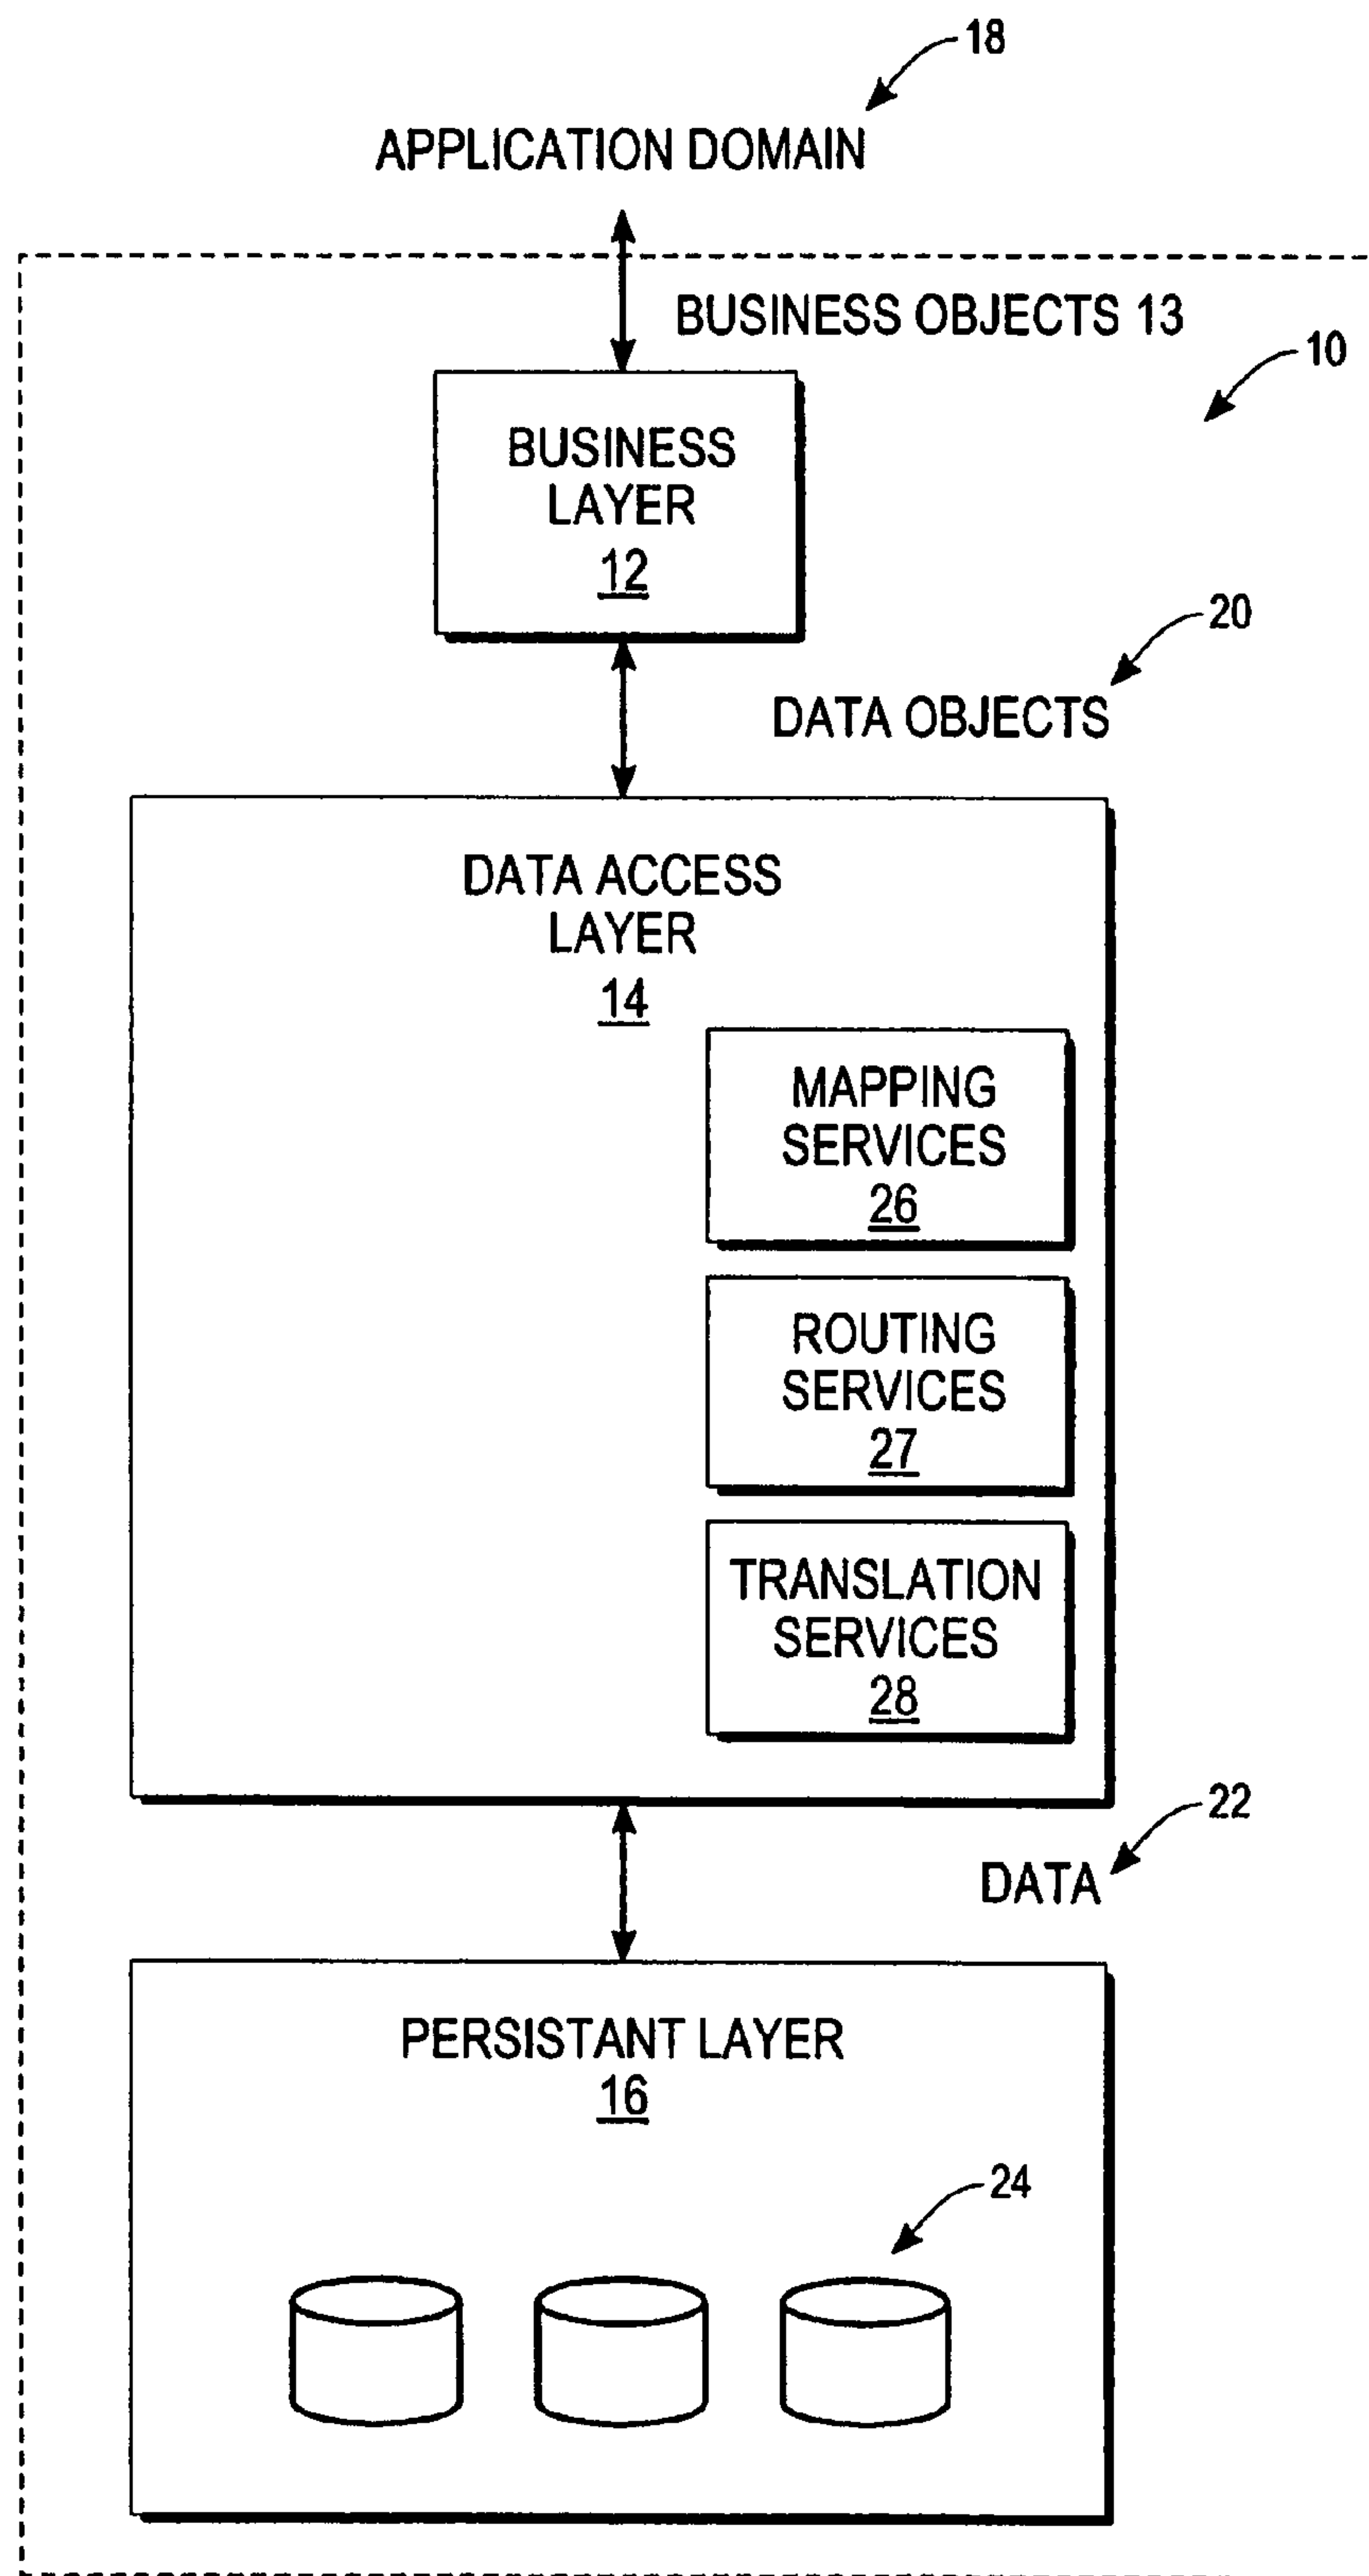 18
APPLICATION DOMAIN
BUSINESS OBJECTS 13
10
BUSINESS
LAYER
12
20
DATA OBJECTS
DATA ACCESS
LAYER
14
MAPPING
SERVICES
26
ROUTING
SERVICES
27
TRANSLATION
SERVICES
28
22
DATA
PERSISTANT LAYER
16
24